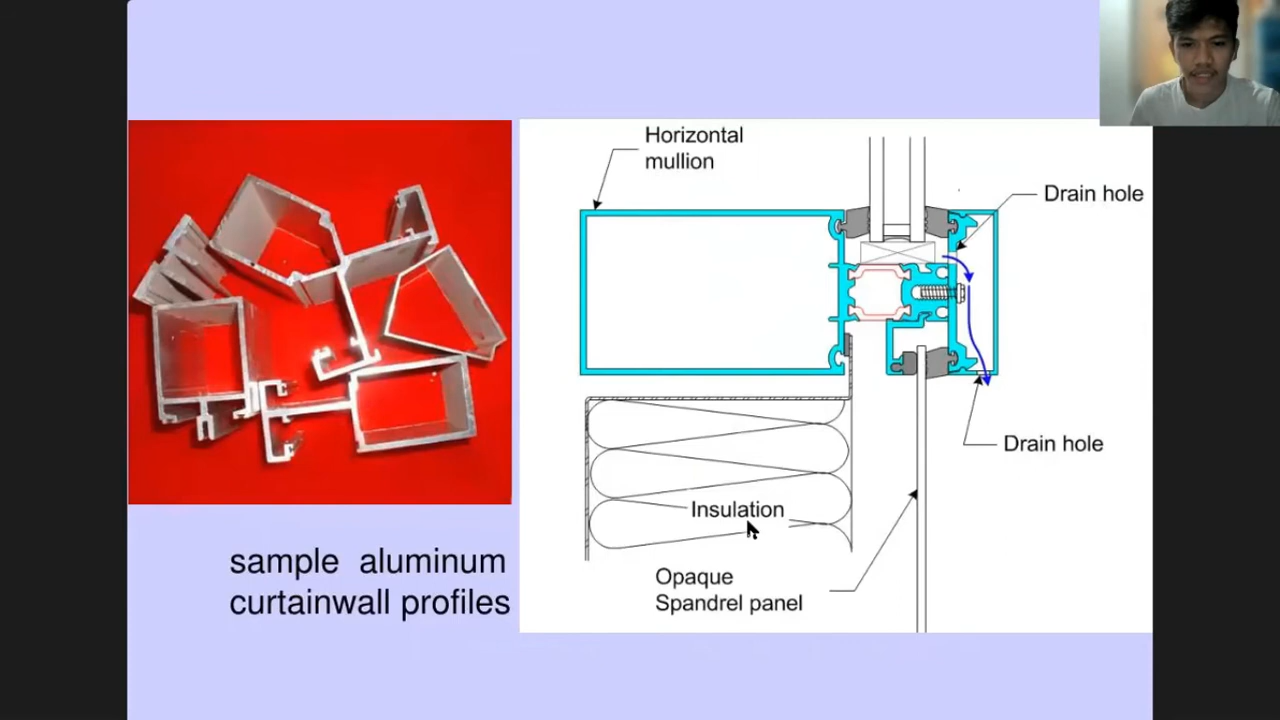 Horizontal
mullion
Drain hole
Drain hole
Insulation
Opaque
Spandrel panel
sample aluminum
curtainwall profiles